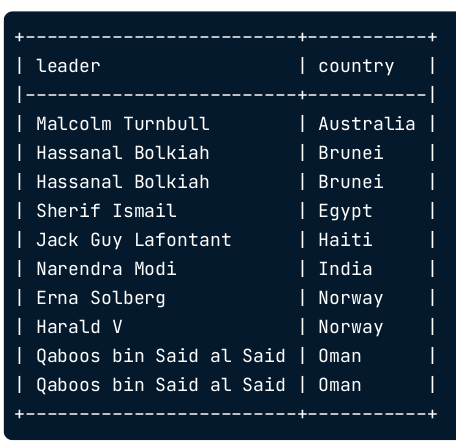 +-------------------------+-----------+
| leader                  | country   |
|-------------------------+-----------|
| Malcolm Turnbull        | Australia |
| Hassanal Bolkiah        | Brunei    |
| Hassanal Bolkiah        | Brunei    |
| Sherif Ismail           | Egypt     |
| Jack Guy Lafontant      | Haiti     |
| Narendra Modi           | India     |
| Erna Solberg            | Norway    |
| Harald V                | Norway    |
| Qaboos bin Said al Said | Oman      |
| Qaboos bin Said al Said | Oman      |
+-------------------------+-----------+